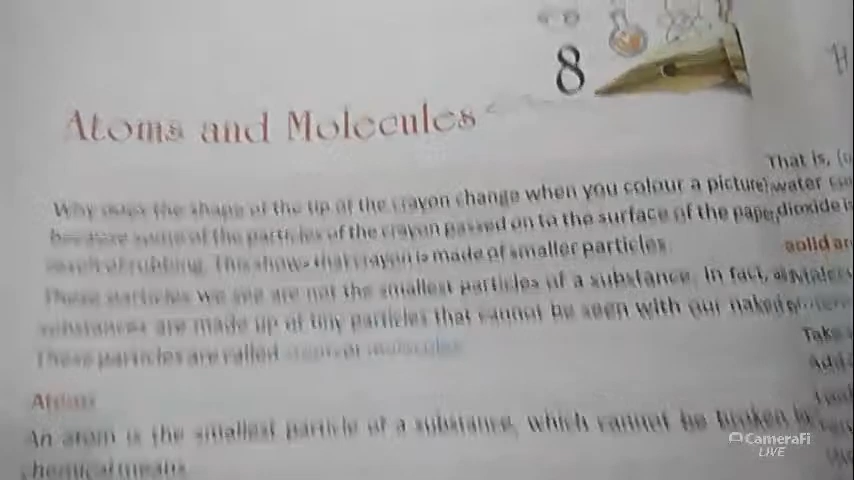 8
Atoms and Molecules
Why does the shape of the tip of the crayon change when you colour a picture?
because some of the particles of the crayon passed on to the surface of the paper
result of rubbing. This shows that crayon is made of smaller particles.
These particles we see are not the smallest particles of a substance. In fact, all
substances are made up of tiny particles that cannot be seen with our naked
These particles are called atoms or molecules.
Atoms
An atom is the smallest particle of a substance, which cannot be broken
chemical means.
That is,
water
dioxide is
solid
Take
Add
CameraFi
LIVE